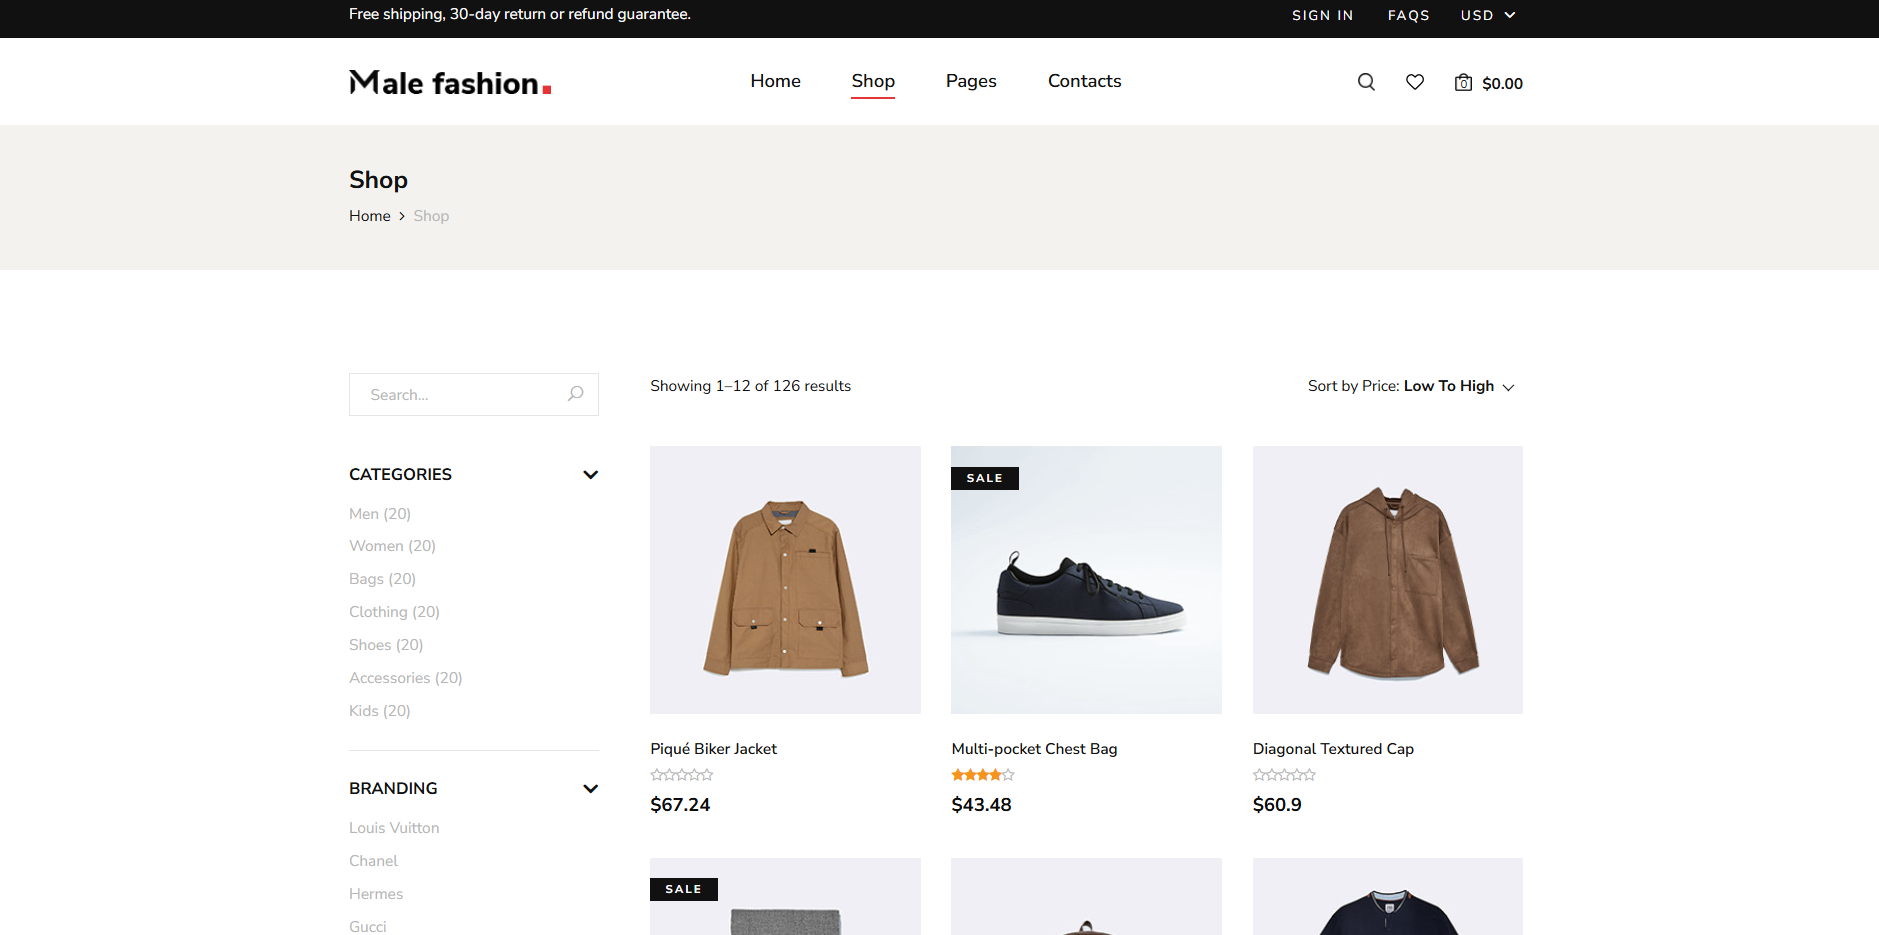 Free shipping, 30-day return or refund guarantee.
SIGN IN FAQS USD
Male fashion.
Home Shop Pages Contacts
0 $0.00
Shop
Home Shop
Search...
Showing 1–12 of 126 results
Sort by Price: Low To High
CATEGORIES
Men (20)
Women (20)
Bags (20)
Clothing (20)
Shoes (20)
Accessories (20)
Kids (20)
BRANDING
Louis Vuitton
Chanel
Hermes
Gucci
SALE
Piqué Biker Jacket
$67.24
Multi-pocket Chest Bag
$43.48
Diagonal Textured Cap
$60.9
SALE